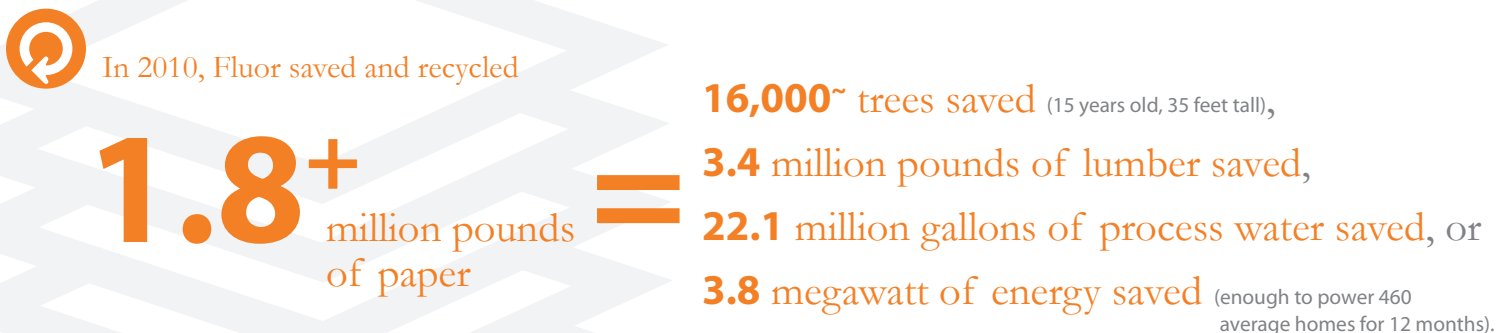 In 2010, Fluor saved and recycled
1.8+
million pounds
of paper
=
16,000~ trees saved (15 years old, 35 feet tall),
3.4 million pounds of lumber saved,
22.1 million gallons of process water saved, or
3.8 megawatt of energy saved (enough to power 460
average homes for 12 months).